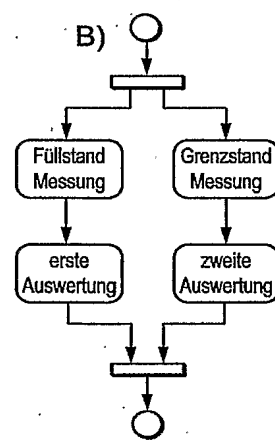 B)
Füllstand
Messung
Grenzstand
Messung
erste
Auswertung
zweite
Auswertung